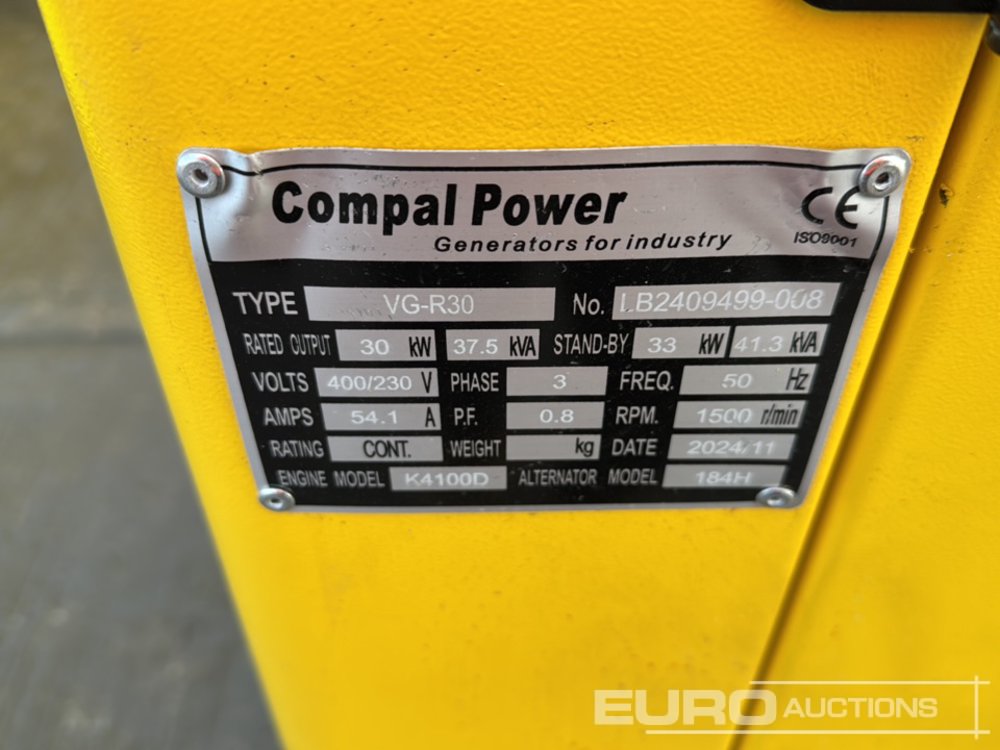 Compal Power
CE
Generators for industry
ISO9001
TYPE VG-R30 No. LB2409499-008
RATED OUTPUT 30 kW 37.5 kVA STAND-BY 33 kW 41.3 kVA
VOLTS 400/230 V PHASE 3 FREQ. 50 Hz
AMPS 54.1 A P.F. 0.8 RPM. 1500 r/min
RATING CONT. WEIGHT kg DATE 2024/11
ENGINE MODEL K4100D ALTERNATOR MODEL 184H
EURO AUCTIONS